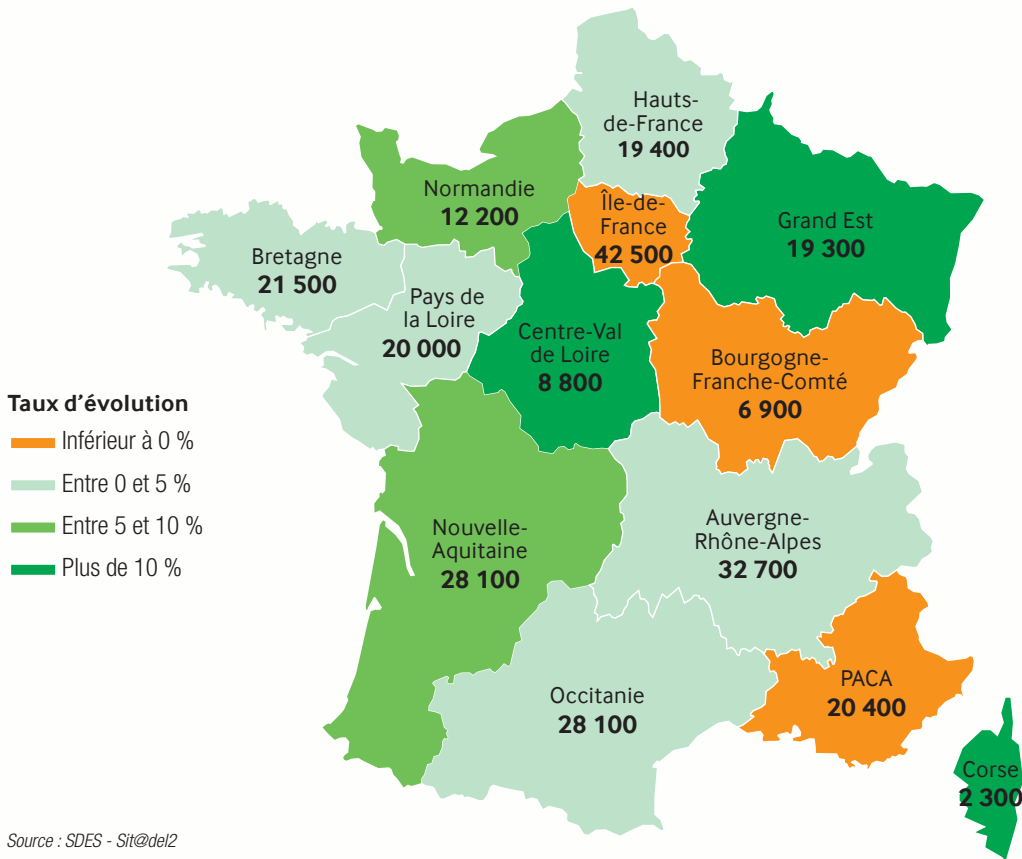 Hauts-
de-France
19 400
Normandie
12 200
Île-de-
France
42 500
Grand Est
19 300
Bretagne
21 500
Pays de
la Loire
20 000
Centre-Val
de Loire
8 800
Bourgogne-
Franche-Comté
6 900
Taux d'évolution
Inférieur à 0 %
Entre 0 et 5 %
Entre 5 et 10 %
Plus de 10 %
Nouvelle-
Aquitaine
28 100
Auvergne-
Rhône-Alpes
32 700
Occitanie
28 100
PACA
20 400
Corse
2 300
Source : SDES - Sit@del2